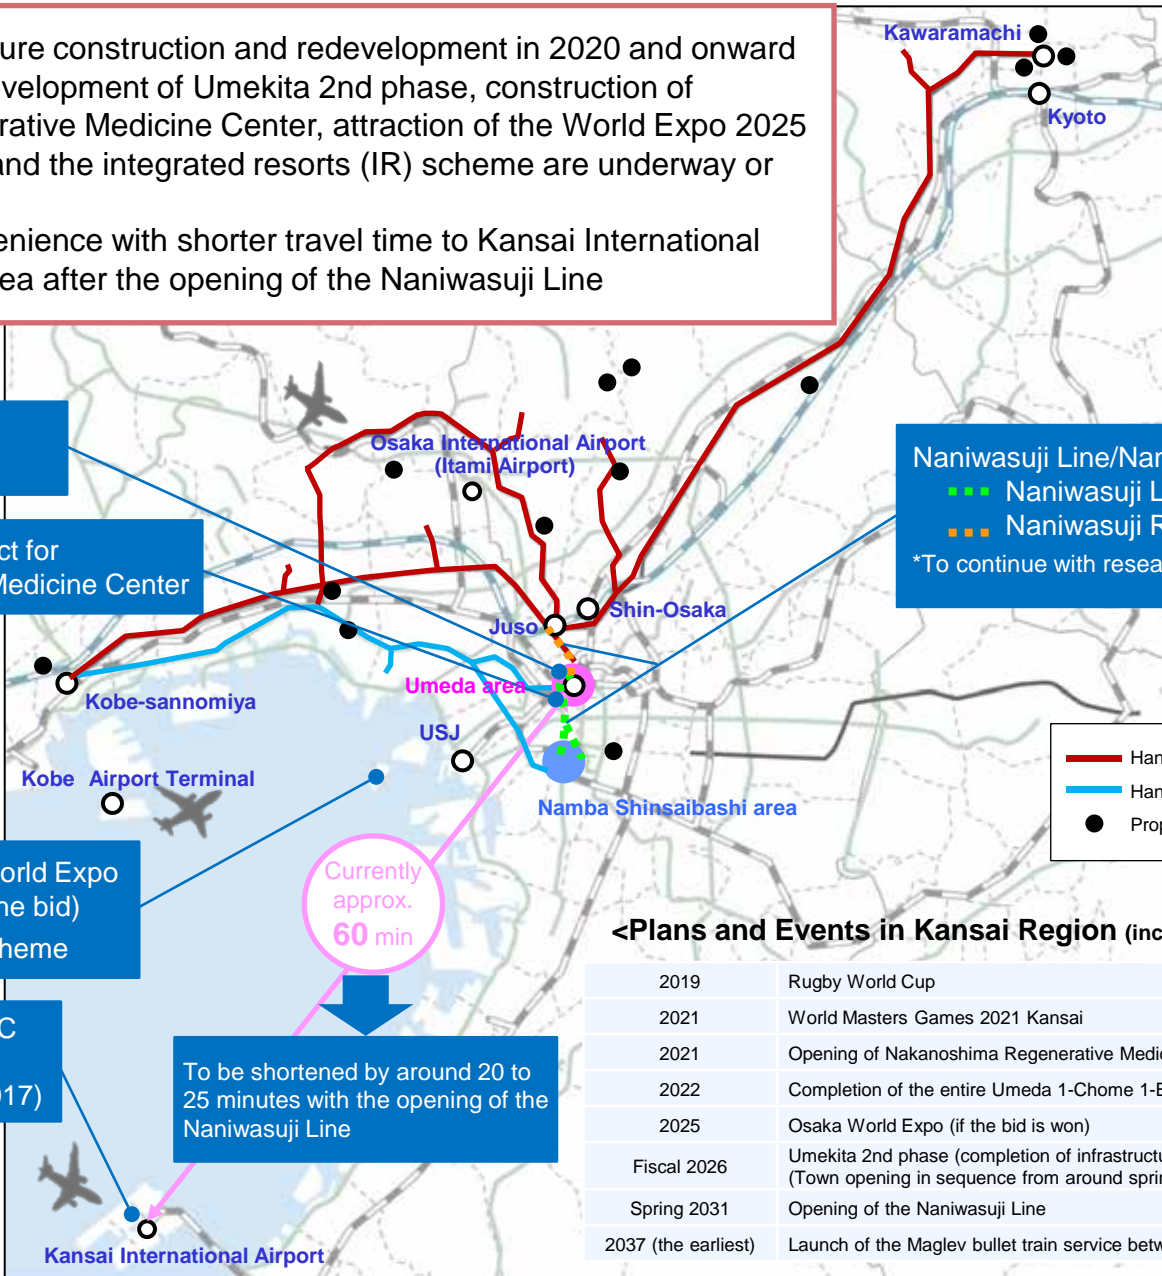 ure construction and redevelopment in 2020 and onward
velopment of Umekita 2nd phase, construction of
rative Medicine Center, attraction of the World Expo 2025
and the integrated resorts (IR) scheme are underway or
enience with shorter travel time to Kansai International
ea after the opening of the Naniwasuji Line
Kawaramachi
Kyoto
Osaka International Airport
(Itami Airport)
Naniwasuji Line/Nar
Naniwasuji L
Naniwasuji R
*To continue with resea
ct for
Medicine Center
Shin-Osaka
Juso
Umeda area
Kobe-sannomiya
USJ
Kobe Airport Terminal
Namba Shinsaibashi area
Han
Han
Prop
orld Expo
he bid)
heme
Currently
approx.
60 min
C
017)
To be shortened by around 20 to
25 minutes with the opening of the
Naniwasuji Line
Kansai International Airport
<Plans and Events in Kansai Region (inc
2019 Rugby World Cup
2021 World Masters Games 2021 Kansai
2021 Opening of Nakanoshima Regenerative Medic
2022 Completion of the entire Umeda 1-Chome 1-B
2025 Osaka World Expo (if the bid is won)
Fiscal 2026 Umekita 2nd phase (completion of infrastructu
(Town opening in sequence from around sprin
Spring 2031 Opening of the Naniwasuji Line
2037 (the earliest) Launch of the Maglev bullet train service betw